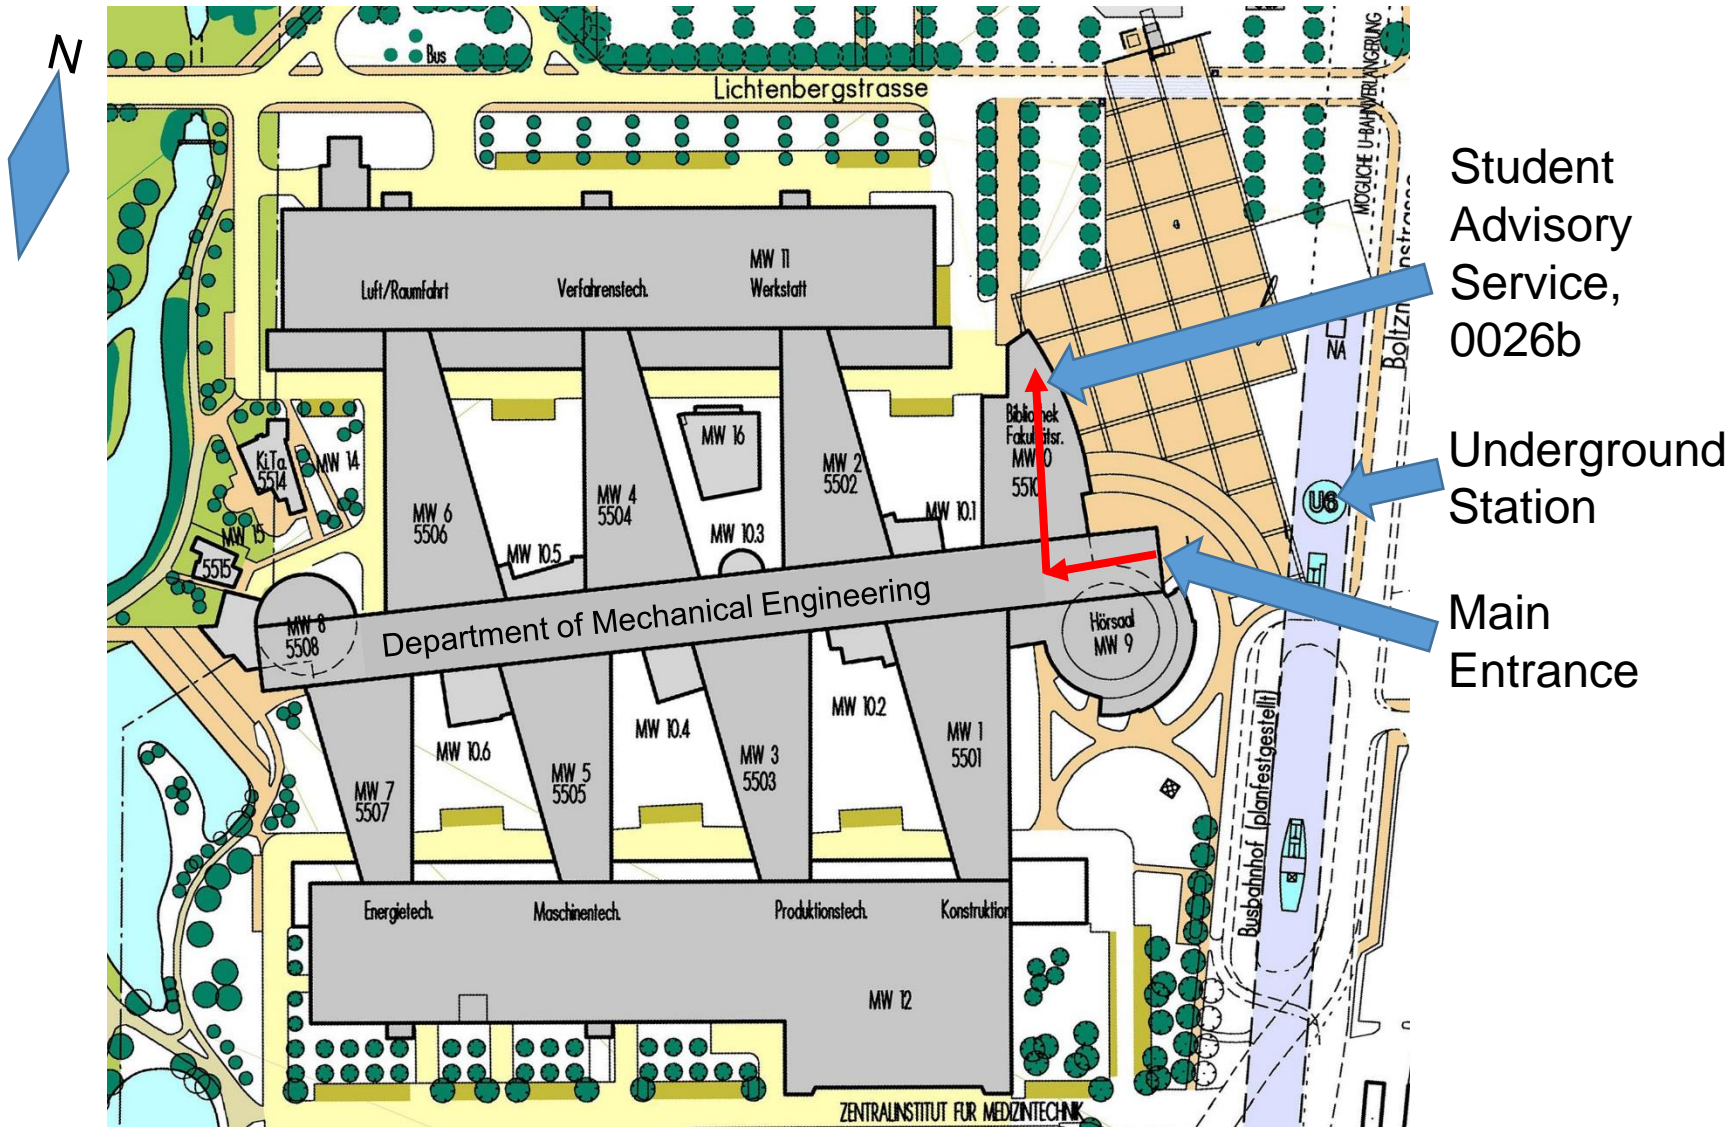 N
Bus
Lichtenbergstrasse
MÖGLICHE U-BAHNVERLÄNGERUNG
Student
Advisory
Service,
0026b
MW 11
Luft/Raumfahrt
Verfahrenstech.
Werkstatt
NA
Bibliothek
Fakultätsr.
5510
MW 16
KiTa
5514
MW 14
MW 2
5502
MW 4
5504
MW 6
5506
MW 10.1
MW 10.3
MW 10.5
U6
Underground
Station
MW 15
5515
Department of Mechanical Engineering
MW 8
5508
Hörsaal
MW 9
Main
Entrance
MW 10.2
MW 10.4
MW 10.6
MW 1
5501
MW 3
5503
MW 5
5505
MW 7
5507
Busbahnhof (planfestgestellt)
Energietech.
Maschinentech.
Produktionstech.
Konstruktion
MW 12
ZENTRALINSTITUT FÜR MEDIZINTECHNIK